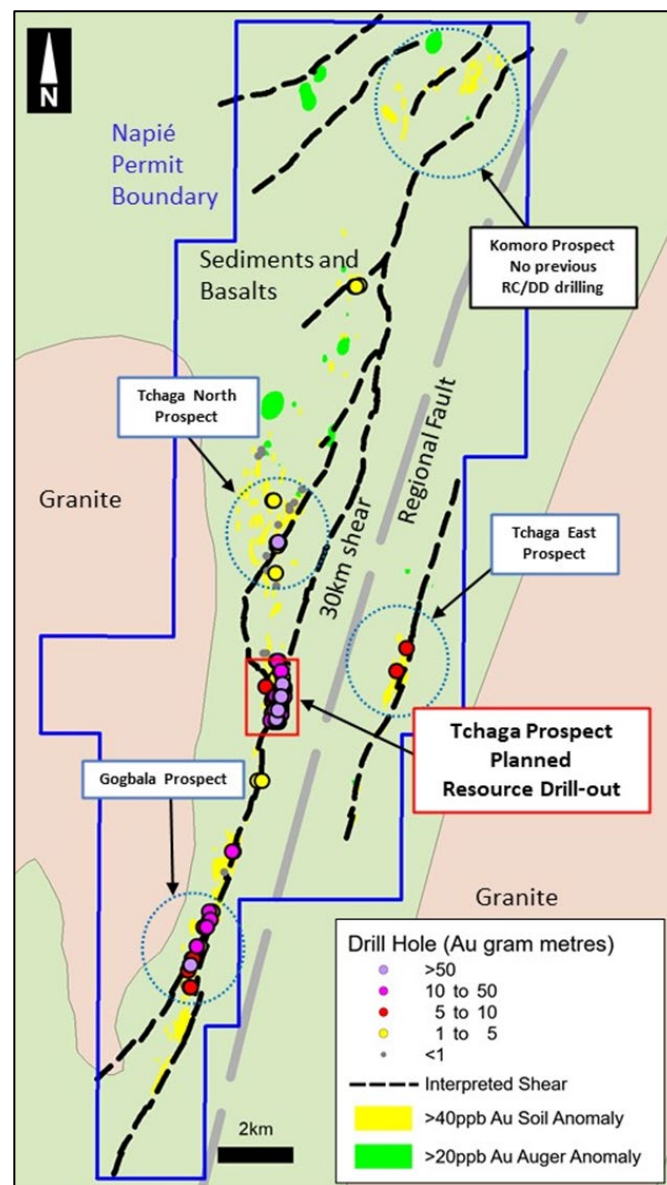 N
Napié
Permit
Boundary
Komoro Prospect
No previous
RC/DD drilling
Sediments and
Basalts
Tchaga North
Prospect
Granite
Regional Fault
30km shear
Tchaga East
Prospect
Tchaga Prospect
Planned
Resource Drill-out
Gogbala Prospect
Granite
Drill Hole (Au gram metres)
>50
10 to 50
5 to 10
1 to 5
<1
Interpreted Shear
>40ppb Au Soil Anomaly
>20ppb Au Auger Anomaly
2km